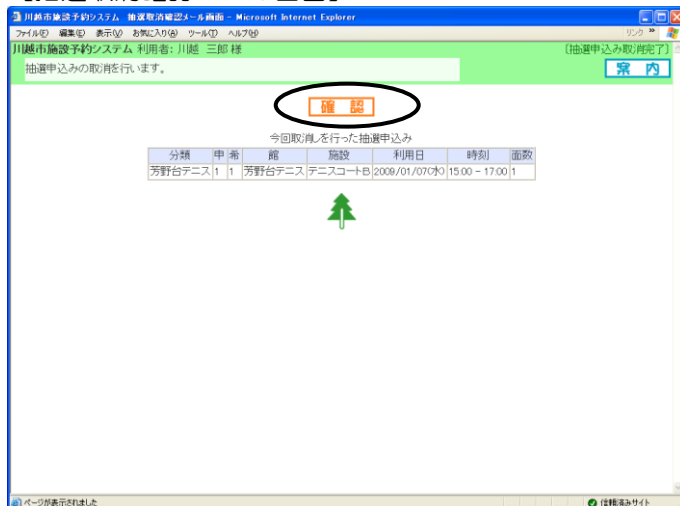 川越市施設予約システム 抽選取消確認メール画面 - Microsoft Internet Explorer
ファイル(F) 編集(E) 表示(V) お気に入り(A) ツール(T) ヘルプ(H) リンク »
川越市施設予約システム 利用者: 川越 三郎 様 [抽選申込み取消完了]
抽選申込みの取消を行います。 案 内
確 認
今回取消しを行った抽選申込み
分類 申 希 館 施設 利用日 時刻 面数
芳野台テニス 1 1 芳野台テニス テニスコートB 2009/01/07(水) 15:00 - 17:00 1
ページが表示されました 信頼済みサイト